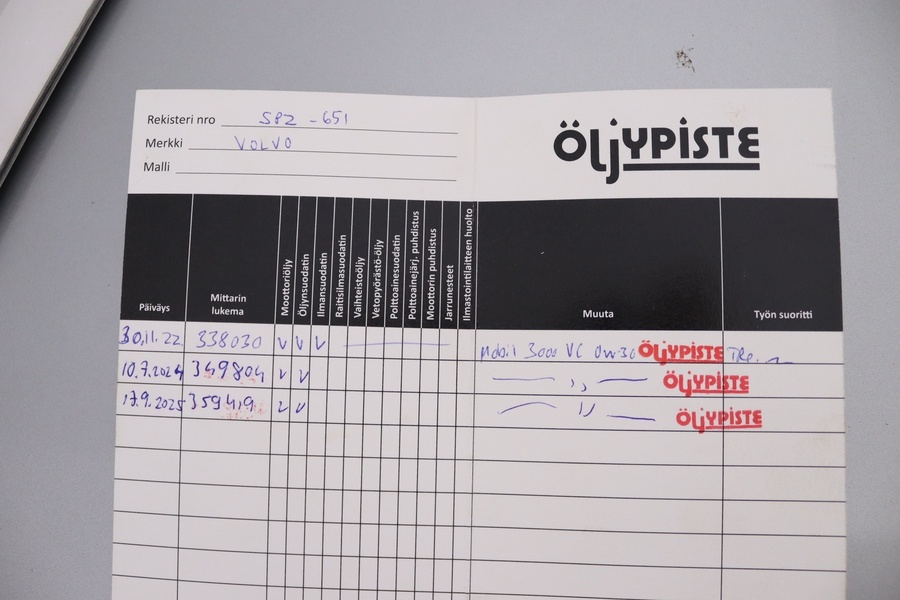 Rekisteri nro SPZ-651
Merkki VOLVO
Malli
ÖLJYPISTE
Päiväys
Mittarin
lukema
Moottoriöljy
Öljynsuodatin
Ilmansuodatin
Raitisilmasuodatin
Vaihteistoöljy
Vetopyörästö-öljy
Polttoainesuodatin
Polttoainejärj. puhdistus
Moottorin puhdistus
Jarrunesteet
Ilmastointilaitteen huolto
Muuta
Työn suoritti
30.11.22 338030 v v v Mobil 3000 VC 0w-30 ÖLJYPISTE
10.7.2024 349804 v v — ,, — ÖLJYPISTE
17.9.2025 359419 v v — ,, — ÖLJYPISTE